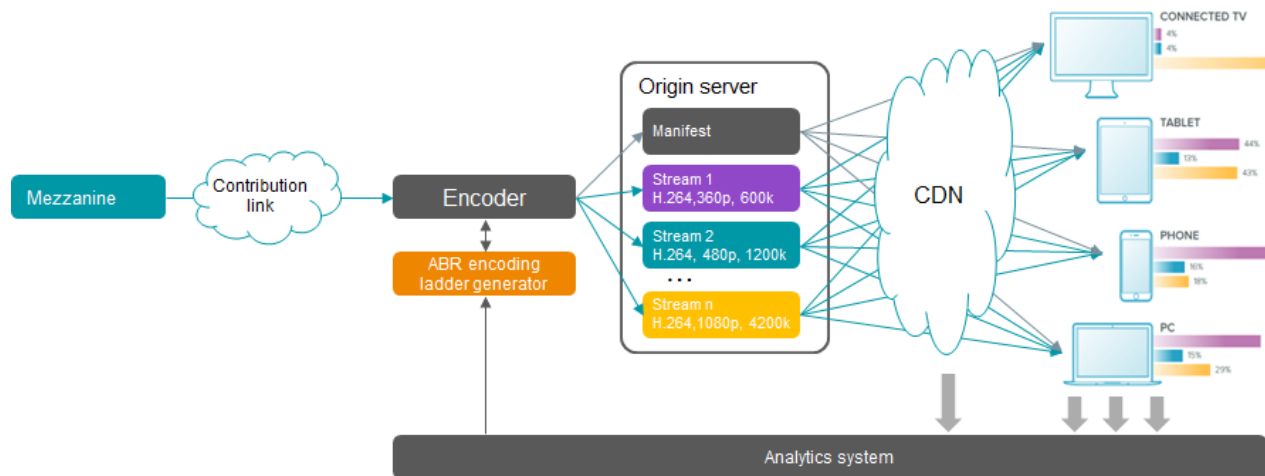 CONNECTED TV
4%
4%
Origin server
Manifest
TABLET
44%
13%
43%
Mezzanine
Contribution
link
Encoder
Stream 1
H.264,360p, 600k
CDN
Stream 2
H.264, 480p, 1200k
...
ABR encoding
ladder generator
Stream n
H.264,1080p, 4200k
PHONE
16%
18%
PC
15%
29%
Analytics system